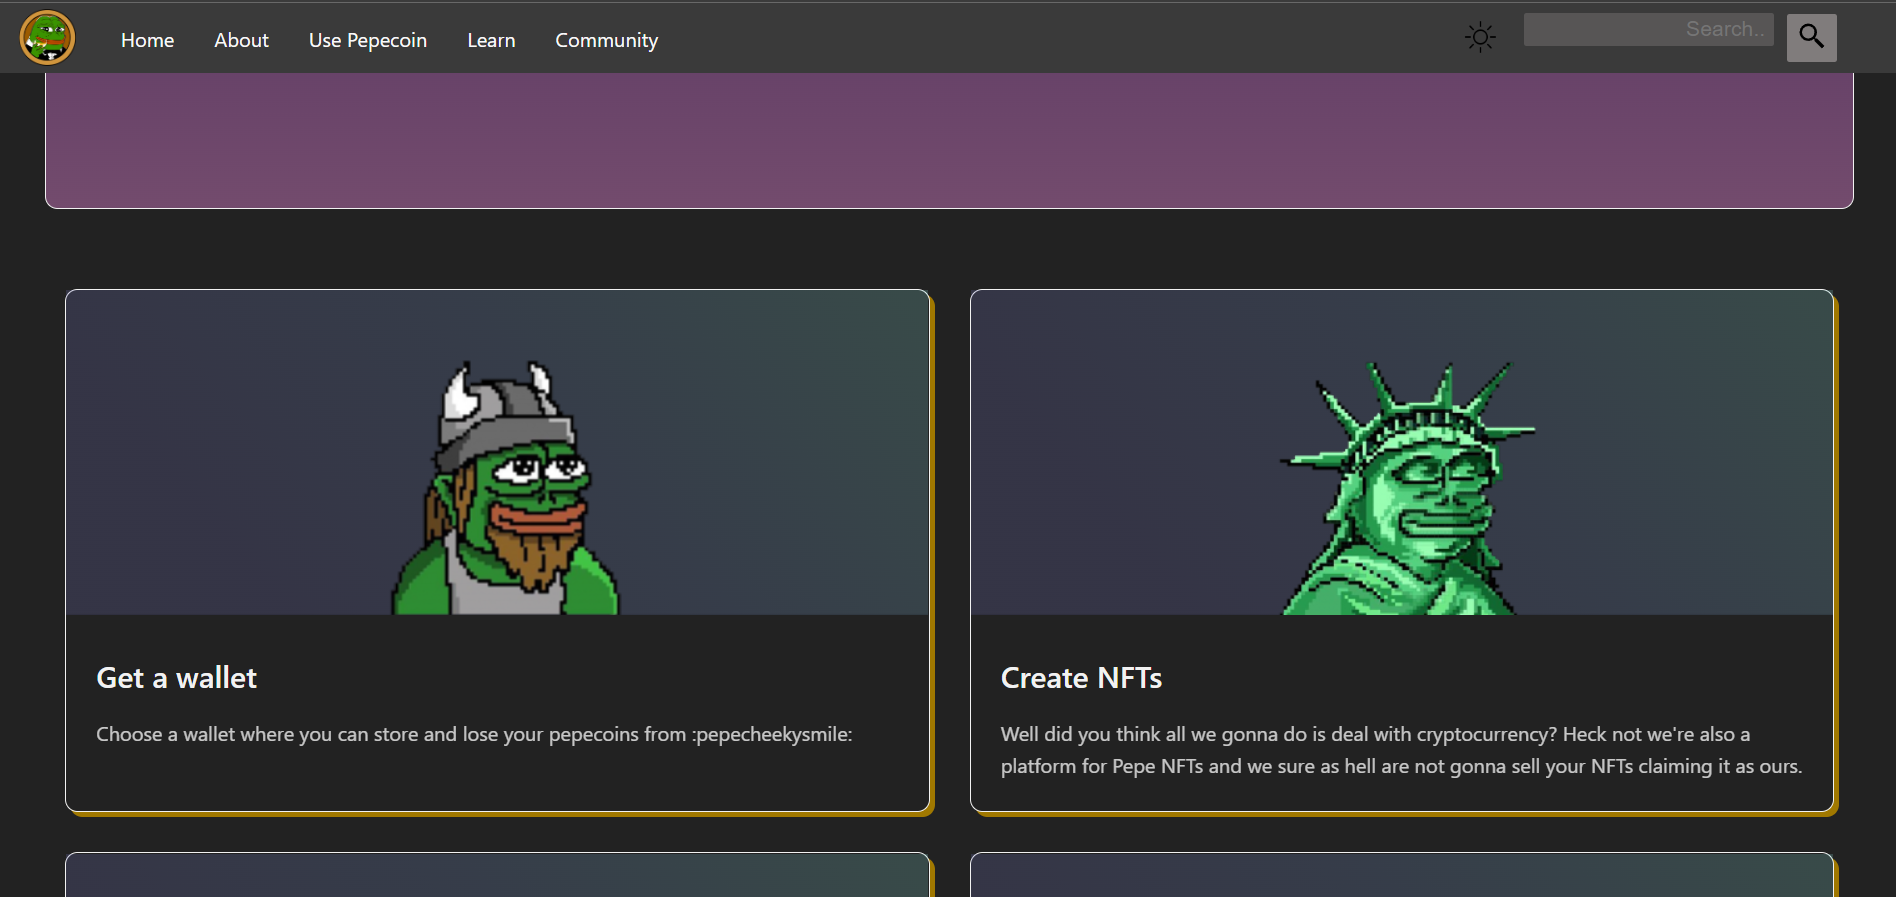 Home About Use Pepecoin Learn Community Search..
Get a wallet
Choose a wallet where you can store and lose your pepecoins from :pepecheekysmile:
Create NFTs
Well did you think all we gonna do is deal with cryptocurrency? Heck not we're also a
platform for Pepe NFTs and we sure as hell are not gonna sell your NFTs claiming it as ours.